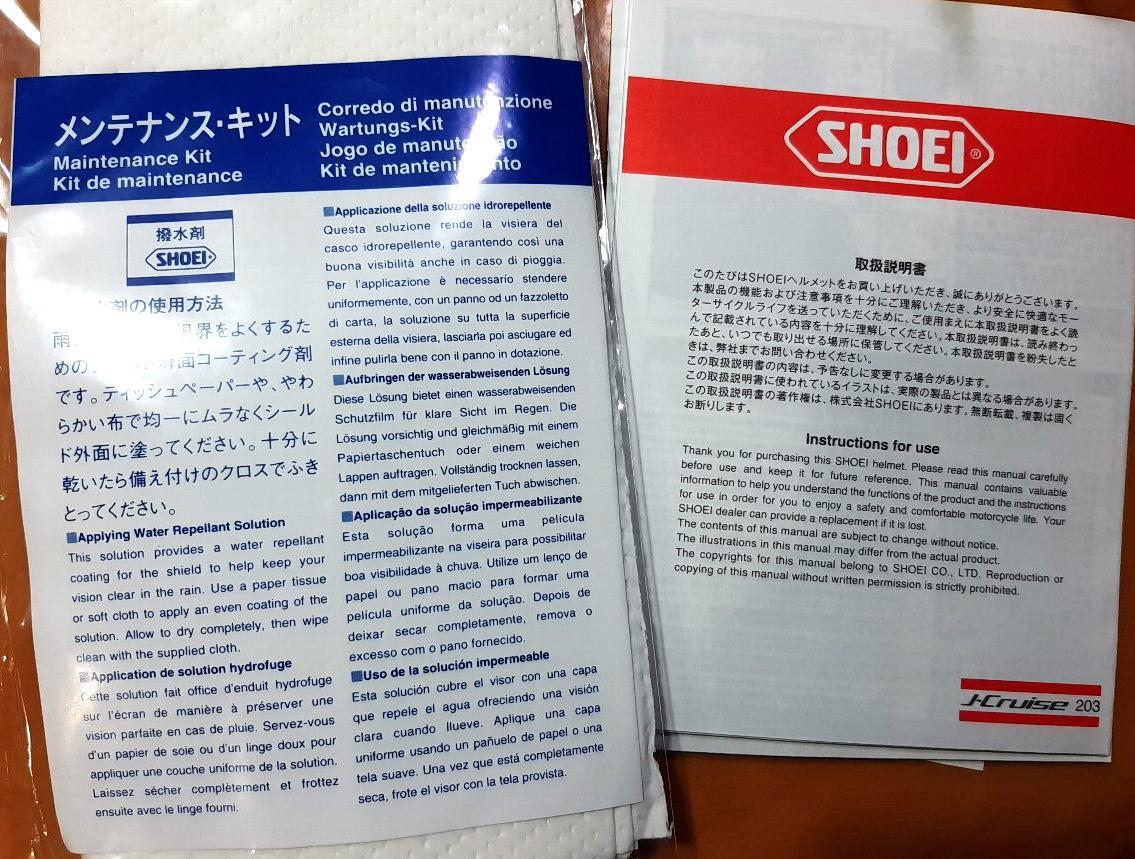 メンテナンス・キット
Maintenance Kit
Kit de maintenance
Corredo di manutenzione
Wartungs-Kit
Jogo de manutenção
Kit de mantenimiento
撥水剤
SHOEI
剤の使用方法
雨 視界をよくするた
めの 滑面コーティング剤
です。ティッシュペーパーや、やわ
らかい布で均一にムラなくシール
ド外面に塗ってください。十分に
乾いたら備え付けのクロスでふき
とってください。
Applying Water Repellant Solution
This solution provides a water repellant
coating for the shield to help keep your
vision clear in the rain. Use a paper tissue
or soft cloth to apply an even coating of the
solution. Allow to dry completely, then wipe
clean with the supplied cloth.
Application de solution hydrofuge
Cette solution fait office d'enduit hydrofuge
sur l'écran de manière à préserver une
vision parfaite en cas de pluie. Servez-vous
d'un papier de soie ou d'un linge doux pour
appliquer une couche uniforme de la solution.
Laissez sécher complètement et frottez
ensuite avec le linge fourni.
Applicazione della soluzione idrorepellente
Questa soluzione rende la visiera del
casco idrorepellente, garantendo così una
buona visibilità anche in caso di pioggia.
Per l'applicazione è necessario stendere
uniformemente, con un panno od un fazzoletto
di carta, la soluzione su tutta la superficie
esterna della visiera, lasciarla poi asciugare ed
infine pulirla bene con il panno in dotazione.
Aufbringen der wasserabweisenden Lösung
Diese Lösung bietet einen wasserabweisenden
Schutzfilm für klare Sicht im Regen. Die
Lösung vorsichtig und gleichmäßig mit einem
Papiertaschentuch oder einem weichen
Lappen auftragen. Vollständig trocknen lassen,
dann mit dem mitgelieferten Tuch abwischen.
Aplicação da solução impermeabilizante
Esta solução forma uma película
impermeabilizante na viseira para possibilitar
boa visibilidade à chuva. Utilize um lenço de
papel ou pano macio para formar uma
película uniforme da solução. Depois de
deixar secar completamente, remova o
excesso com o pano fornecido.
Uso de la solución impermeable
Esta solución cubre el visor con una capa
que repele el agua ofreciendo una visión
clara cuando llueve. Aplique una capa
uniforme usando un pañuelo de papel o una
tela suave. Una vez que está completamente
seca, frote el visor con la tela provista.
SHOEI®
取扱説明書
このたびはSHOEIヘルメットをお買い上げいただき、誠にありがとうございます。
本製品の機能および注意事項を十分にご理解いただき、より安全に快適なモー
ターサイクルライフを送っていただくために、ご使用まえに本取扱説明書をよく読
んで記載されている内容を十分に理解してください。本取扱説明書は、読み終わっ
たあと、いつでも取り出せる場所に保管してください。本取扱説明書を紛失したと
きは、弊社までお問い合わせください。
この取扱説明書の内容は、予告なしに変更する場合があります。
この取扱説明書に使われているイラストは、実際の製品とは異なる場合があります。
この取扱説明書の著作権は、株式会社SHOEIにあります。無断転載、複製は固く
お断りします。
Instructions for use
Thank you for purchasing this SHOEI helmet. Please read this manual carefully
before use and keep it for future reference. This manual contains valuable
information to help you understand the functions of the product and the instructions
for use in order for you to enjoy a safety and comfortable motorcycle life. Your
SHOEI dealer can provide a replacement if it is lost.
The contents of this manual are subject to change without notice.
The illustrations in this manual may differ from the actual product.
The copyrights for this manual belong to SHOEI CO., LTD. Reproduction or
copying of this manual without written permission is strictly prohibited.
J-Cruise 203